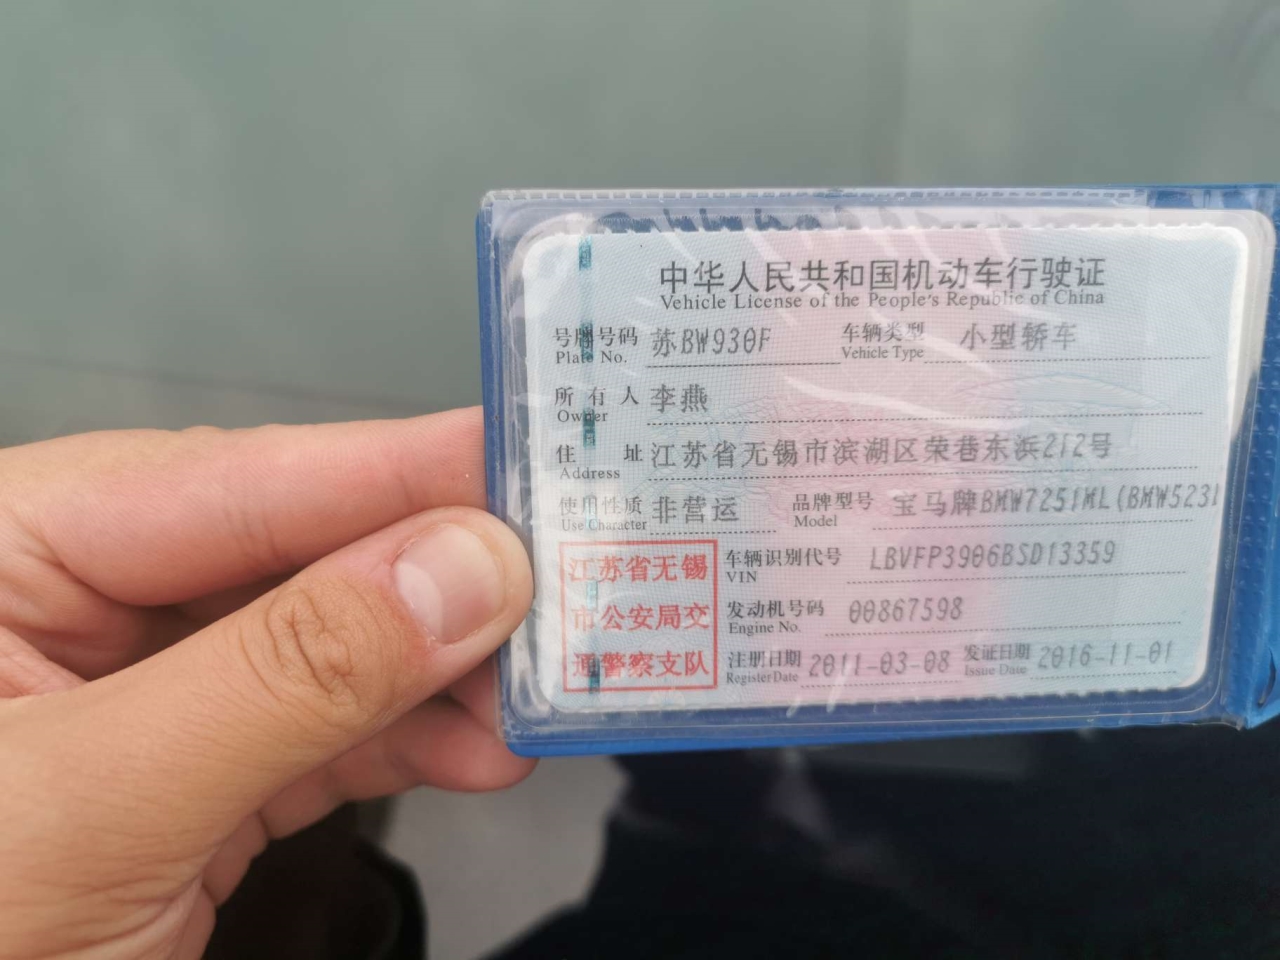 中华人民共和国机动车行驶证
Vehicle License of the People's Republic of China
号牌号码 苏BW930F 车辆类型 小型轿车
Plate No. Vehicle Type
所有人 李燕
Owner
住址 江苏省无锡市滨湖区荣巷东浜212号
Address
使用性质 非营运 品牌型号 宝马牌BMW7251ML(BMW523L
Use Character Model
江苏省无锡
市公安局交
通警察支队
车辆识别代号 LBVFP3906BSD13359
VIN
发动机号码 00867598
Engine No.
注册日期 2011-03-08 发证日期 2016-11-01
Register Date Issue Date